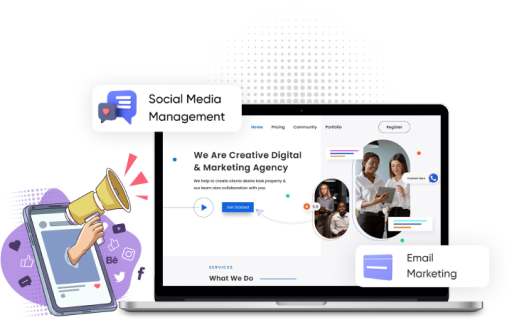 Social Media
Management
Home Pricing Community Portfolio Register
We Are Creative Digital
& Marketing Agency
We help to create clients desire best property &
our team also collaboration with you.
Get Started
SERVICES
What We Do
Email
Marketing
Bē